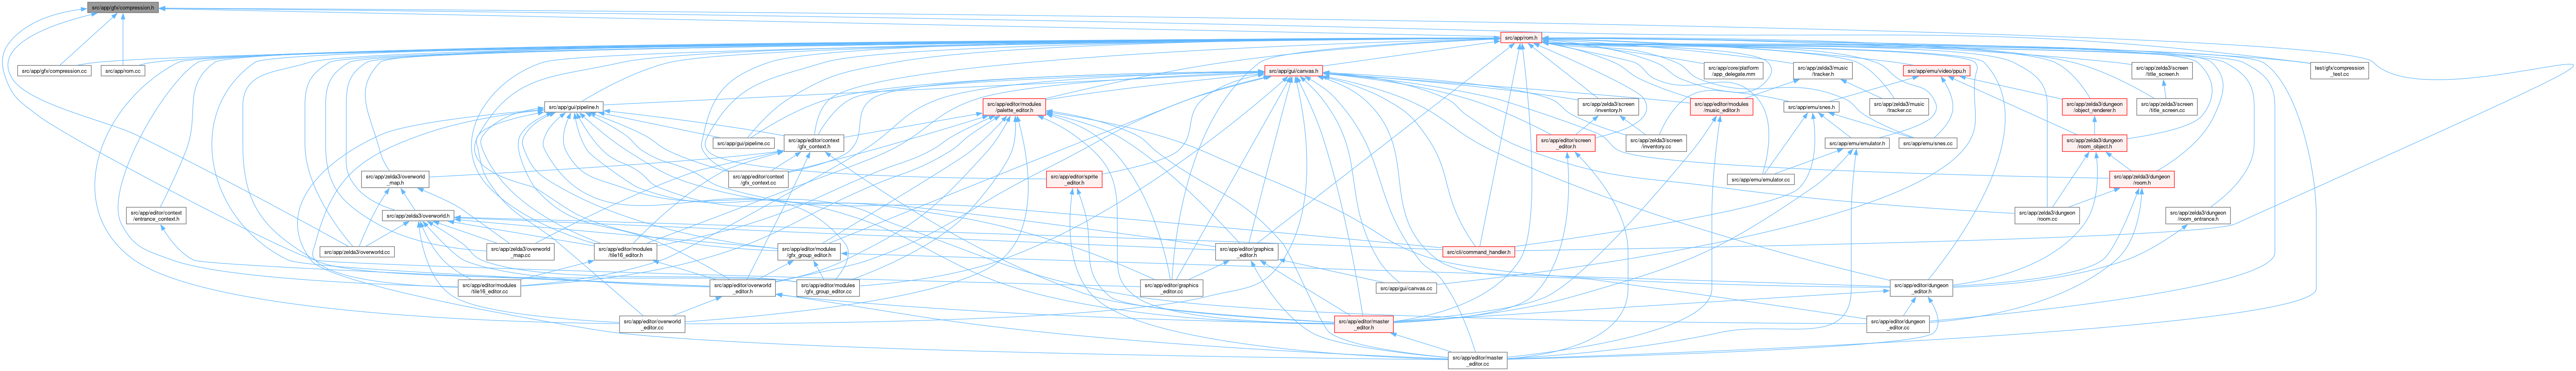 src/app/gfx/compression.h
src/app/rom.h
src/app/gfx/compression.cc
src/app/rom.cc
src/app/gui/canvas.h
src/app/core/platform
/app_delegate.mm
src/app/zelda3/music
/tracker.h
src/app/emu/video/ppu.h
src/app/zelda3/screen
/title_screen.h
test/gfx/compression
_test.cc
src/app/gui/pipeline.h
src/app/editor/modules
/palette_editor.h
src/app/zelda3/screen
/inventory.h
src/app/editor/modules
/music_editor.h
src/app/emu/snes.h
src/app/zelda3/music
/tracker.cc
src/app/zelda3/dungeon
/object_renderer.h
src/app/zelda3/screen
/title_screen.cc
src/app/gui/pipeline.cc
src/app/editor/context
/gfx_context.h
src/app/editor/screen
_editor.h
src/app/zelda3/screen
/inventory.cc
src/app/emu/emulator.h
src/app/emu/snes.cc
src/app/zelda3/dungeon
/room_object.h
src/app/zelda3/overworld
_map.h
src/app/editor/context
/gfx_context.cc
src/app/editor/sprite
_editor.h
src/app/emu/emulator.cc
src/app/zelda3/dungeon
/room.h
src/app/editor/context
/entrance_context.h
src/app/zelda3/overworld.h
src/app/zelda3/dungeon
/room.cc
src/app/zelda3/dungeon
/room_entrance.h
src/app/zelda3/overworld.cc
src/app/zelda3/overworld
_map.cc
src/app/editor/modules
/tile16_editor.h
src/app/editor/modules
/gfx_group_editor.h
src/app/editor/graphics
_editor.h
src/cli/command_handler.h
src/app/editor/modules
/tile16_editor.cc
src/app/editor/overworld
_editor.h
src/app/editor/modules
/gfx_group_editor.cc
src/app/editor/graphics
_editor.cc
src/app/gui/canvas.cc
src/app/editor/dungeon
_editor.h
src/app/editor/overworld
_editor.cc
src/app/editor/master
_editor.h
src/app/editor/dungeon
_editor.cc
src/app/editor/master
_editor.cc